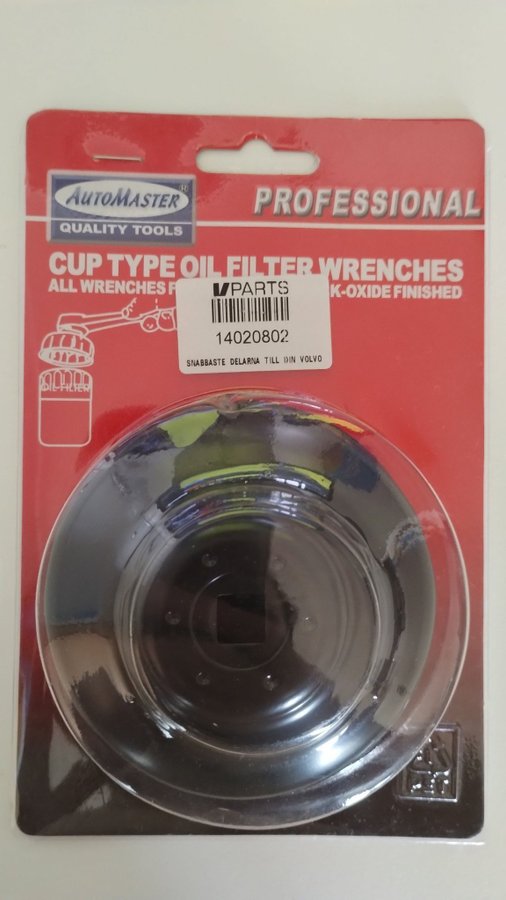 AUTOMASTER®
QUALITY TOOLS
PROFESSIONAL
CUP TYPE OIL FILTER WRENCHES
ALL WRENCHES K-OXIDE FINISHED
VPARTS
14020802
SNABBASTE DELARNA TILL DIN VOLVO
OIL FILTER
PET